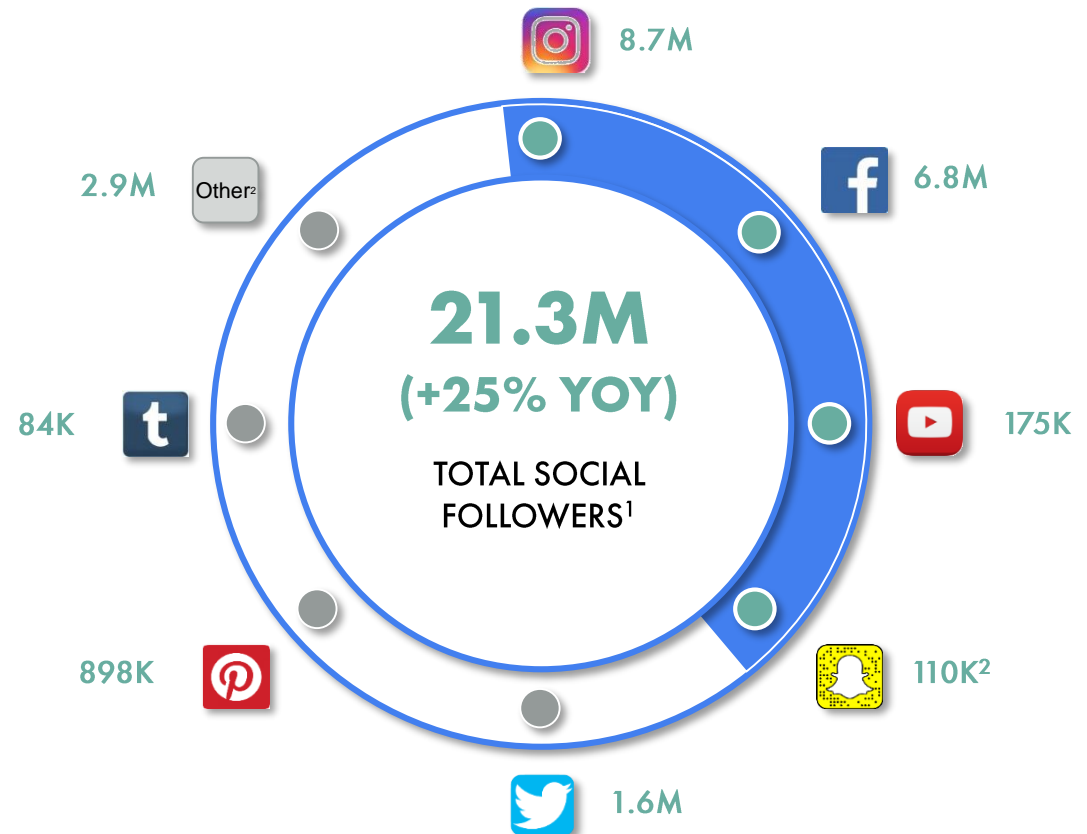 8.7M
2.9M
Other²
6.8M
f
21.3M
(+25% YOY)
84K
t
175K
TOTAL SOCIAL
FOLLOWERS¹
898K
110K²
1.6M